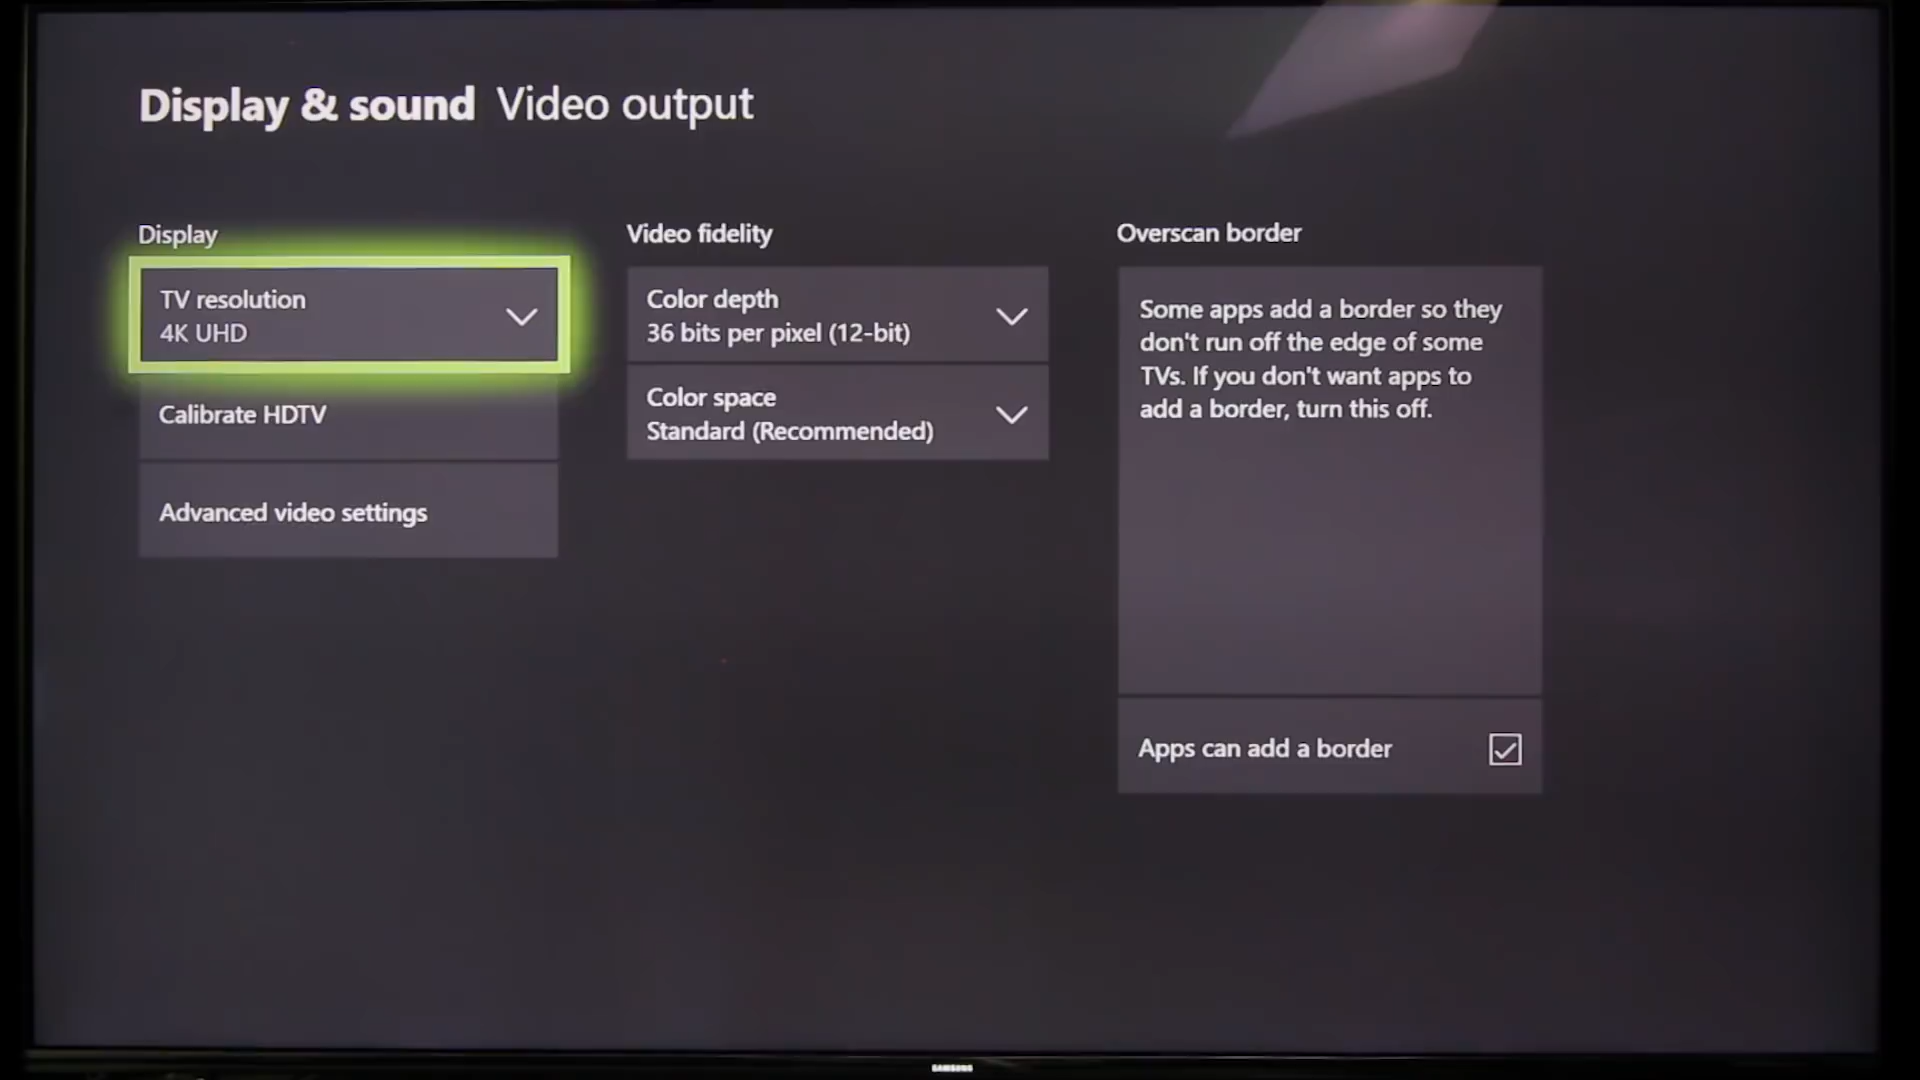 Display & sound Video output
Display
TV resolution
4K UHD
Calibrate HDTV
Advanced video settings
Video fidelity
Color depth
36 bits per pixel (12-bit)
Color space
Standard (Recommended)
Overscan border
Some apps add a border so they
don't run off the edge of some
TVs. If you don't want apps to
add a border, turn this off.
Apps can add a border
SAMSUNG